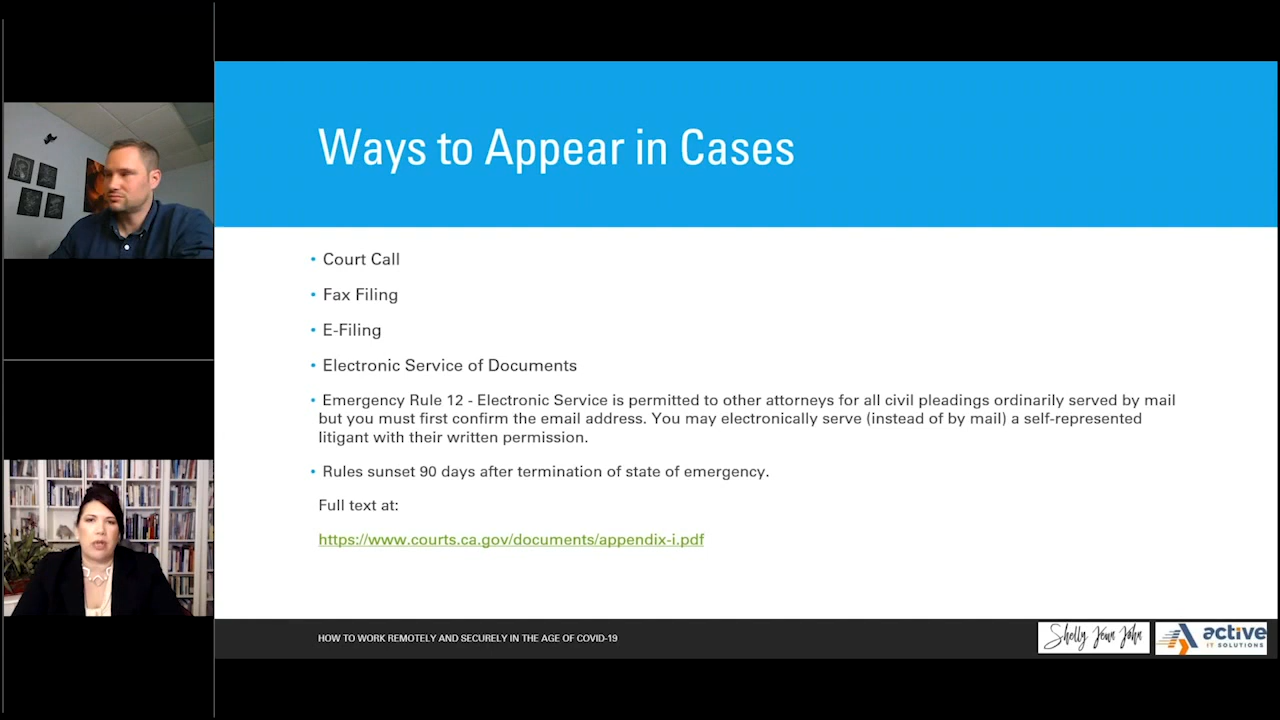 Ways to Appear in Cases
• Court Call
• Fax Filing
• E-Filing
• Electronic Service of Documents
• Emergency Rule 12 - Electronic Service is permitted to other attorneys for all civil pleadings ordinarily served by mail
but you must first confirm the email address. You may electronically serve (instead of by mail) a self-represented
litigant with their written permission.
• Rules sunset 90 days after termination of state of emergency.
Full text at:
https://www.courts.ca.gov/documents/appendix-i.pdf
HOW TO WORK REMOTELY AND SECURELY IN THE AGE OF COVID-19
Shelly Jean John
active
IT SOLUTIONS